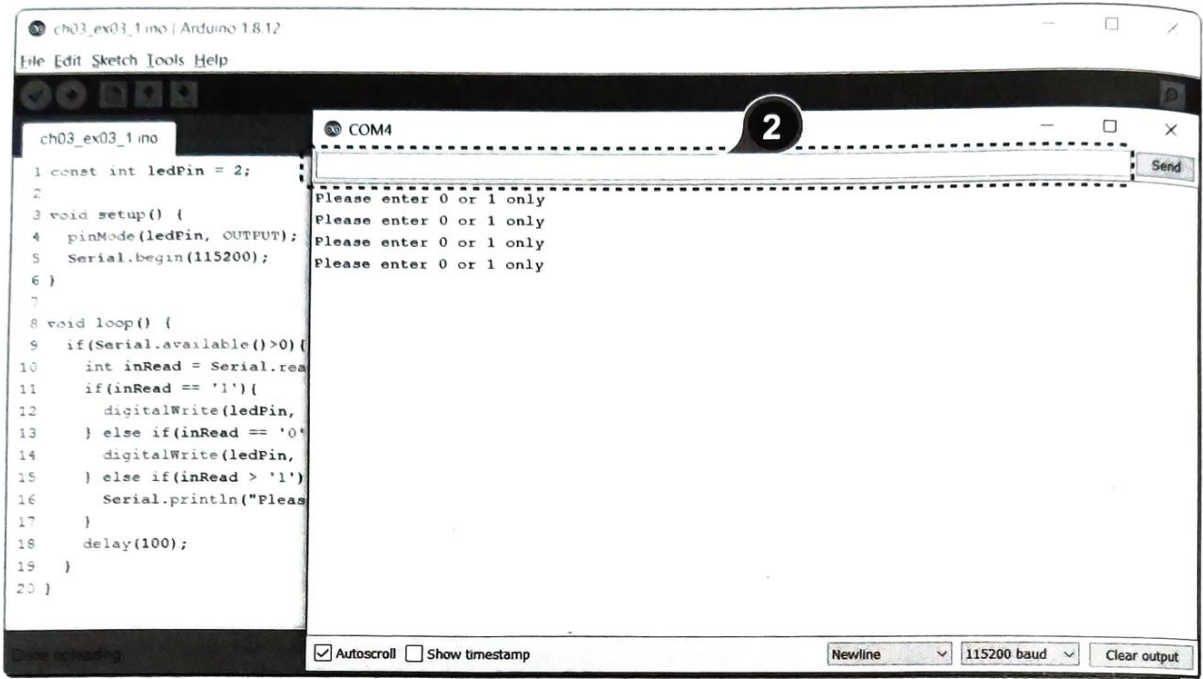 ch03_ex03_1.ino | Arduino 1.8.12
File Edit Sketch Tools Help
ch03_ex03_1.ino
1 const int ledPin = 2;
2
3 void setup() {
4 pinMode(ledPin, OUTPUT);
5 Serial.begin(115200);
6 }
7
8 void loop() {
9 if(Serial.available()>0){
10 int inRead = Serial.rea
11 if(inRead == '1'){
12 digitalWrite(ledPin,
13 } else if(inRead == '0'
14 digitalWrite(ledPin,
15 } else if(inRead > '1')
16 Serial.println("Pleas
17 }
18 delay(100);
19 }
20 }
Done uploading.
COM4
2
Send
Please enter 0 or 1 only
Please enter 0 or 1 only
Please enter 0 or 1 only
Please enter 0 or 1 only
Autoscroll Show timestamp
Newline
115200 baud
Clear output